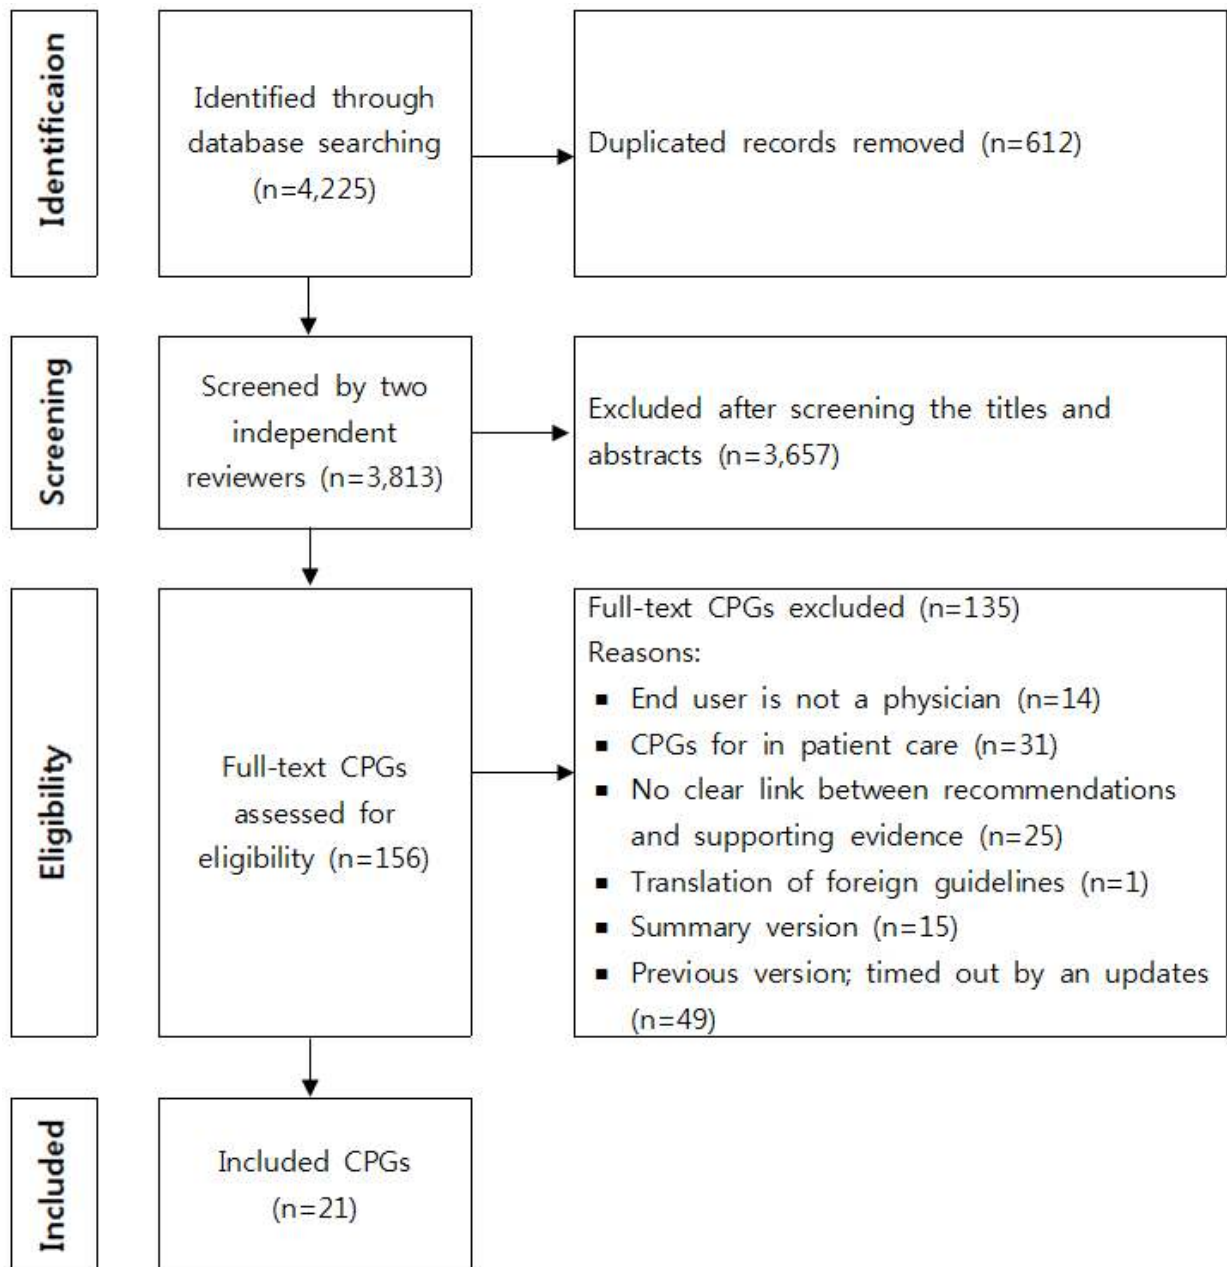 Identificaion
Identified through
database searching
(n=4,225)
Duplicated records removed (n=612)
Screening
Screened by two
independent
reviewers (n=3,813)
Excluded after screening the titles and
abstracts (n=3,657)
Eligibility
Full-text CPGs
assessed for
eligibility (n=156)
Full-text CPGs excluded (n=135)
Reasons:
▪ End user is not a physician (n=14)
▪ CPGs for in patient care (n=31)
▪ No clear link between recommendations
and supporting evidence (n=25)
▪ Translation of foreign guidelines (n=1)
▪ Summary version (n=15)
▪ Previous version; timed out by an updates
(n=49)
Included
Included CPGs
(n=21)